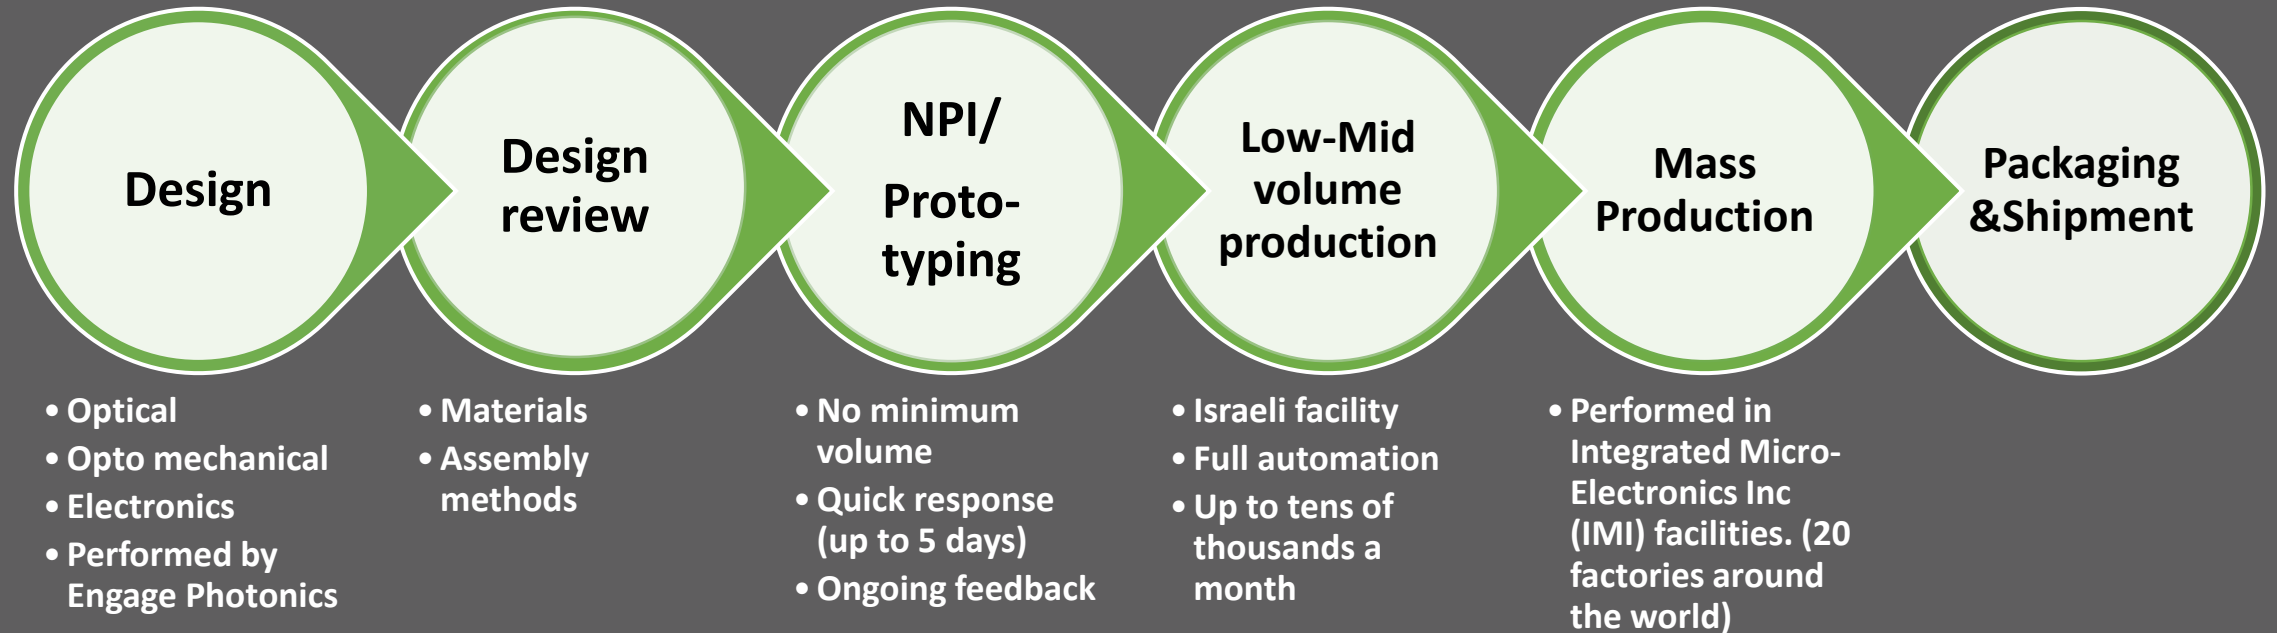 Design
Design
review
NPI/
Proto-
typing
Low-Mid
volume
production
Mass
Production
Packaging
&Shipment
• Optical
• Opto mechanical
• Electronics
• Performed by
Engage Photonics
• Materials
• Assembly
methods
• No minimum
volume
• Quick response
(up to 5 days)
• Ongoing feedback
• Israeli facility
• Full automation
• Up to tens of
thousands a
month
• Performed in
Integrated Micro-
Electronics Inc
(IMI) facilities. (20
factories around
the world)